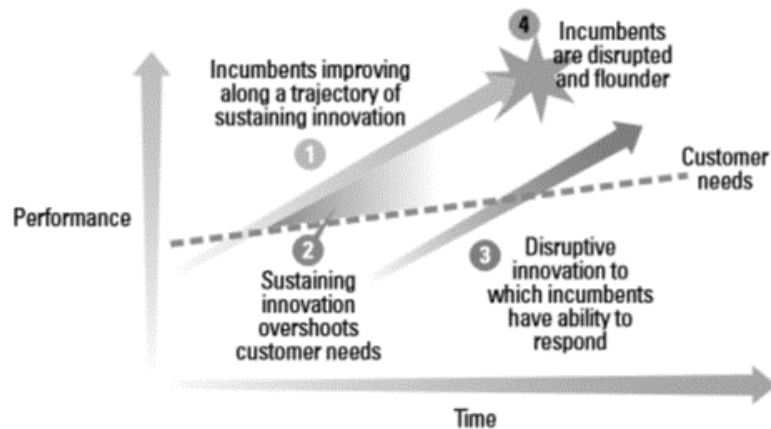 4
Incumbents
are disrupted
and flounder
Incumbents improving
along a trajectory of
sustaining innovation
1
Customer
needs
Performance
2
Sustaining
innovation
overshoots
customer needs
3
Disruptive
innovation to
which incumbents
have ability to
respond
Time